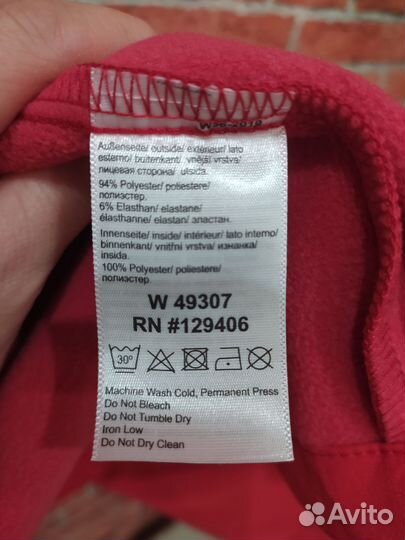 Außenseite/ outside/ extérieur/ lato
esterno/ buitenkant/ vnější vrstva/
лицевая сторона/ utsida.
94% Polyester/ poliestere/
полиэстер.
6% Elasthan/ elastane/
élasthanne/ elastan/ эластан.
Innenseite/ inside/ intérieur/ lato interno/
binnenkant/ vnitřní vrstva/ изнанка/
insida.
100% Polyester/ poliestere/
полиэстер.
W 49307
RN #129406
30°
Machine Wash Cold, Permanent Press
Do Not Bleach
Do Not Tumble Dry
Iron Low
Do Not Dry Clean
Avito